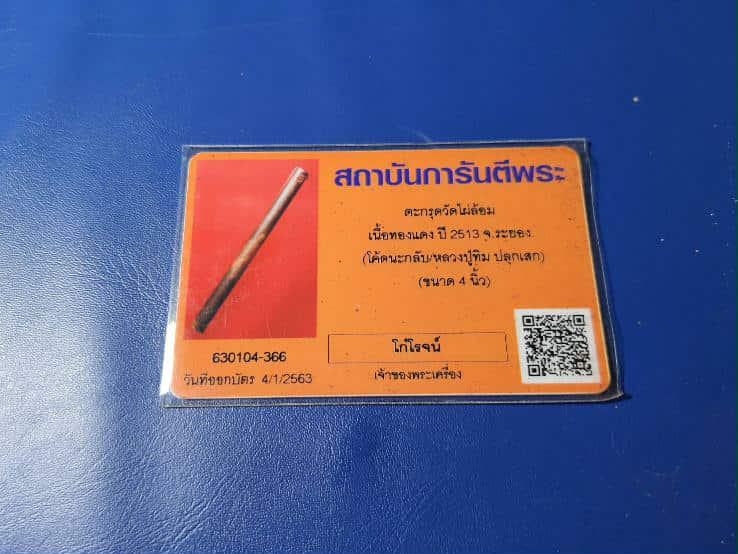 สถาบันการันตีพระ
ตะกรุดวัดไผ่ล้อม
เนื้อทองแดง ปี 2513 จ.ระยอง
(โค้ดนะกลับ/หลวงปู่ทิม ปลุกเสก)
(ขนาด 4 นิ้ว)
โกโรจน์
เจ้าของพระเครื่อง
630104-366
วันที่ออกบัตร 4/1/2563